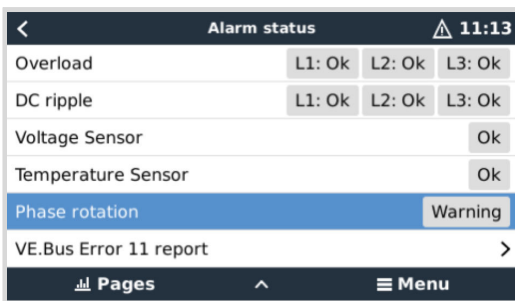 Alarm status 11:13
Overload L1: Ok L2: Ok L3: Ok
DC ripple L1: Ok L2: Ok L3: Ok
Voltage Sensor Ok
Temperature Sensor Ok
Phase rotation Warning
VE.Bus Error 11 report
Pages Menu